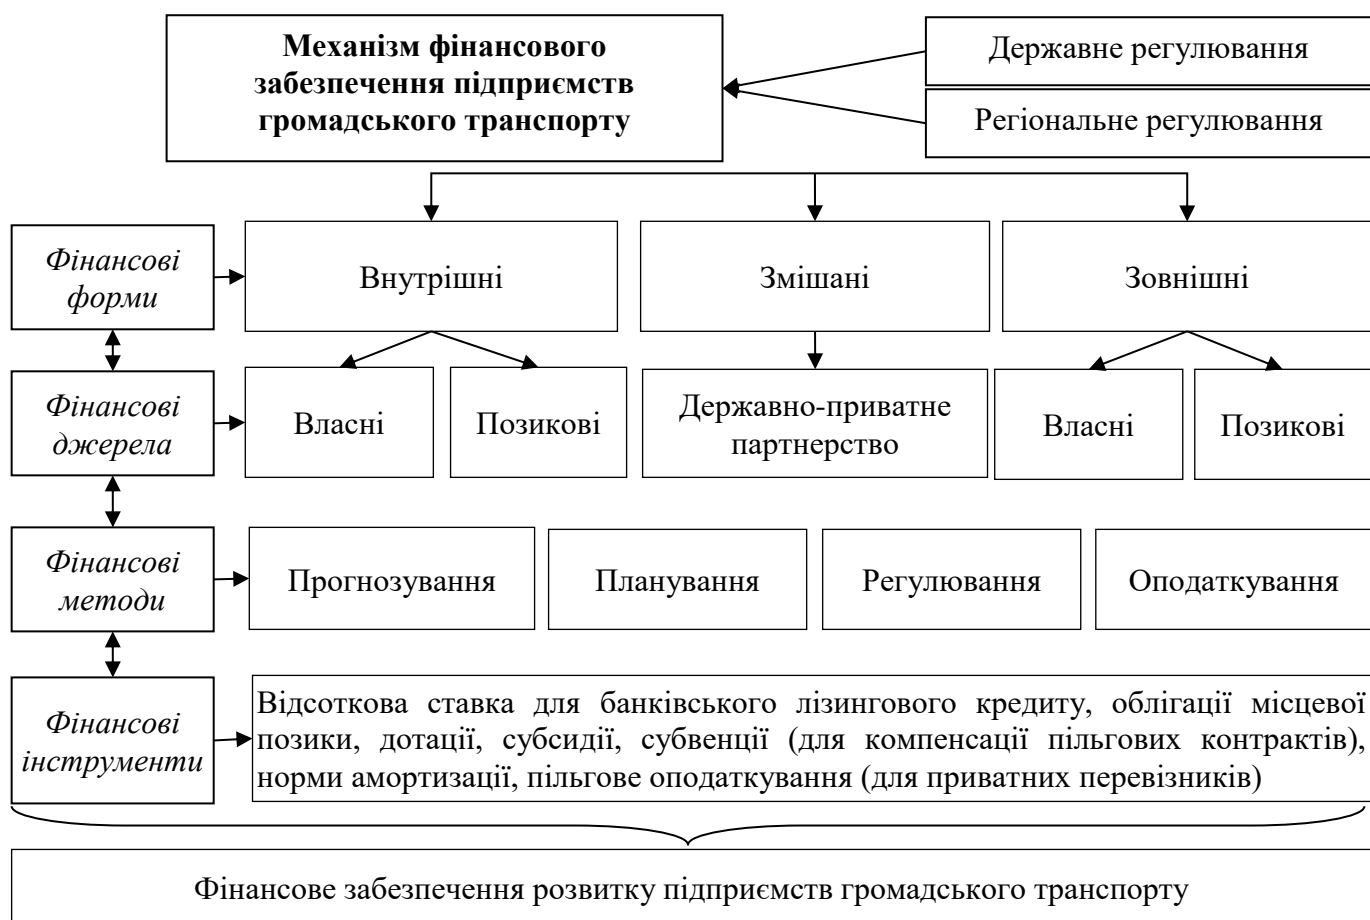 Механізм фінансового
забезпечення підприємств
громадського транспорту
Державне регулювання
Регіональне регулювання
Фінансові
форми
Внутрішні
Змішані
Зовнішні
Фінансові
джерела
Власні
Позикові
Державно-приватне
партнерство
Власні
Позикові
Фінансові
методи
Прогнозування
Планування
Регулювання
Оподаткування
Фінансові
інструменти
Відсоткова ставка для банківського лізингового кредиту, облігації місцевої
позики, дотації, субсидії, субвенції (для компенсації пільгових контрактів),
норми амортизації, пільгове оподаткування (для приватних перевізників)
Фінансове забезпечення розвитку підприємств громадського транспорту